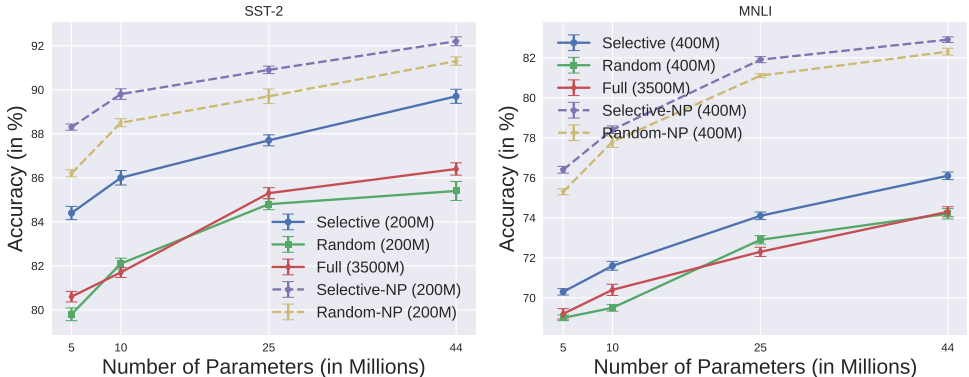 SST-2
Accuracy (in %)
92
90
88
86
84
82
80
5 10 25 44
Number of Parameters (in Millions)
Selective (200M)
Random (200M)
Full (3500M)
Selective-NP (200M)
Random-NP (200M)
MNLI
Accuracy (in %)
82
80
78
76
74
72
70
5 10 25 44
Number of Parameters (in Millions)
Selective (400M)
Random (400M)
Full (3500M)
Selective-NP (400M)
Random-NP (400M)